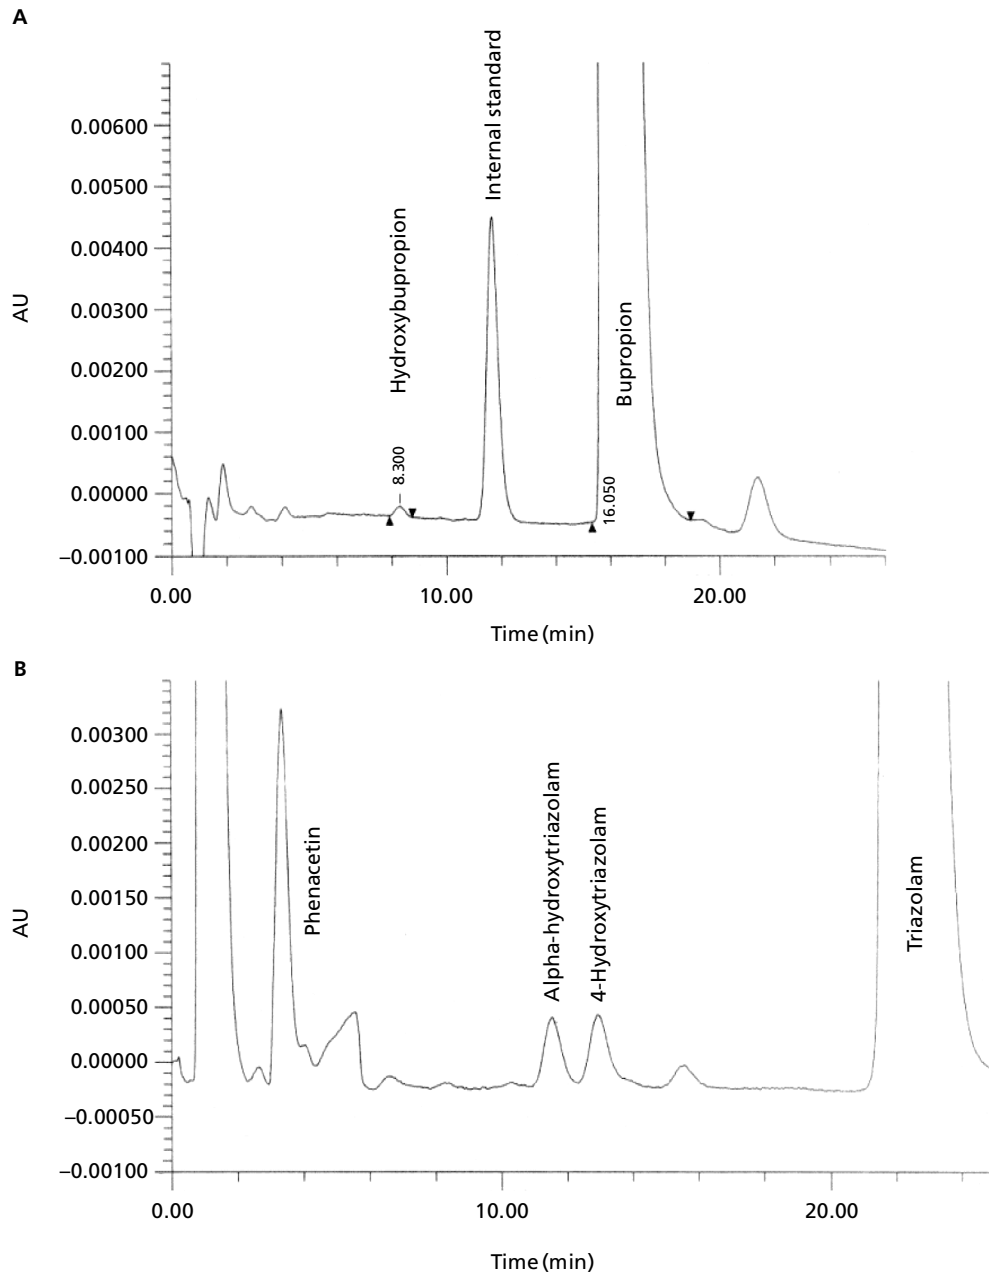 A
Internal standard
0.00600
0.00500
Hydroxybupropion
0.00400
AU
0.00300
Bupropion
0.00200
0.00100
8.300
16.050
0.00000
−0.00100
0.00
10.00
20.00
Time (min)
B
0.00300
0.00250
Alpha-hydroxytriazolam
4-Hydroxytriazolam
0.00200
Phenacetin
Triazolam
0.00150
AU
0.00100
0.00050
0.00000
−0.00050
−0.00100
0.00
10.00
20.00
Time (min)